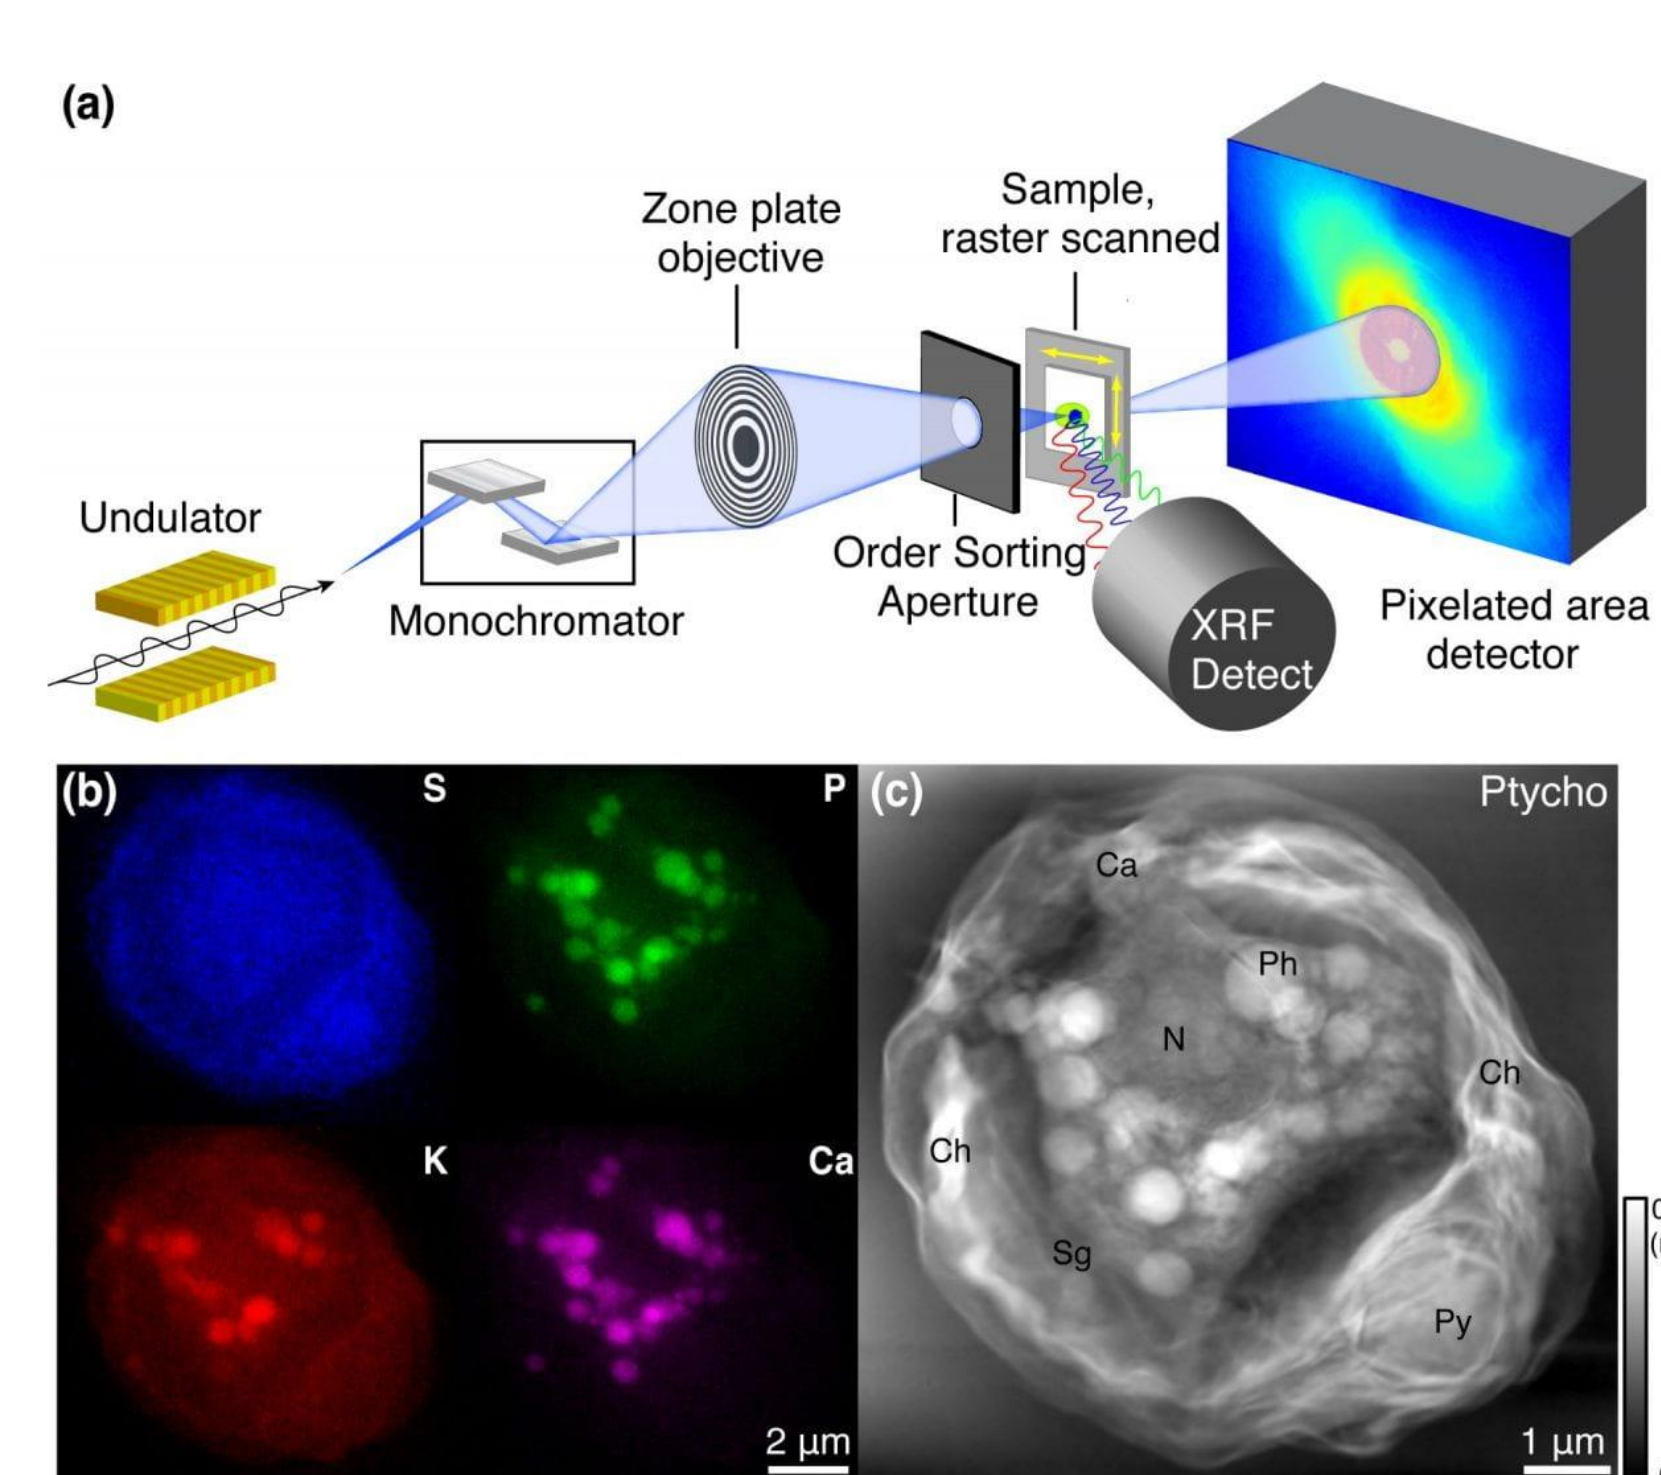 (a)
Zone plate
objective
Sample,
raster scanned
Undulator
Monochromator
Order Sorting
Aperture
XRF
Detect
Pixelated area
detector
(b)
S
P
K
Ca
2 µm
(c)
Ptycho
Ca
Ph
N
Ch
Ch
Sg
Py
1 µm